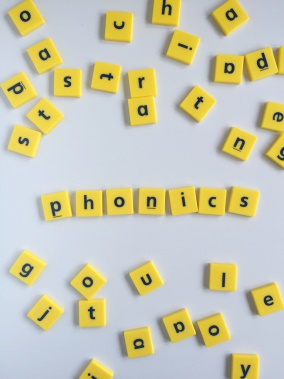 o c h a
a i
p s t r a p
t a t e
s n g
phonics
g o u l
j t e
a a o
i y